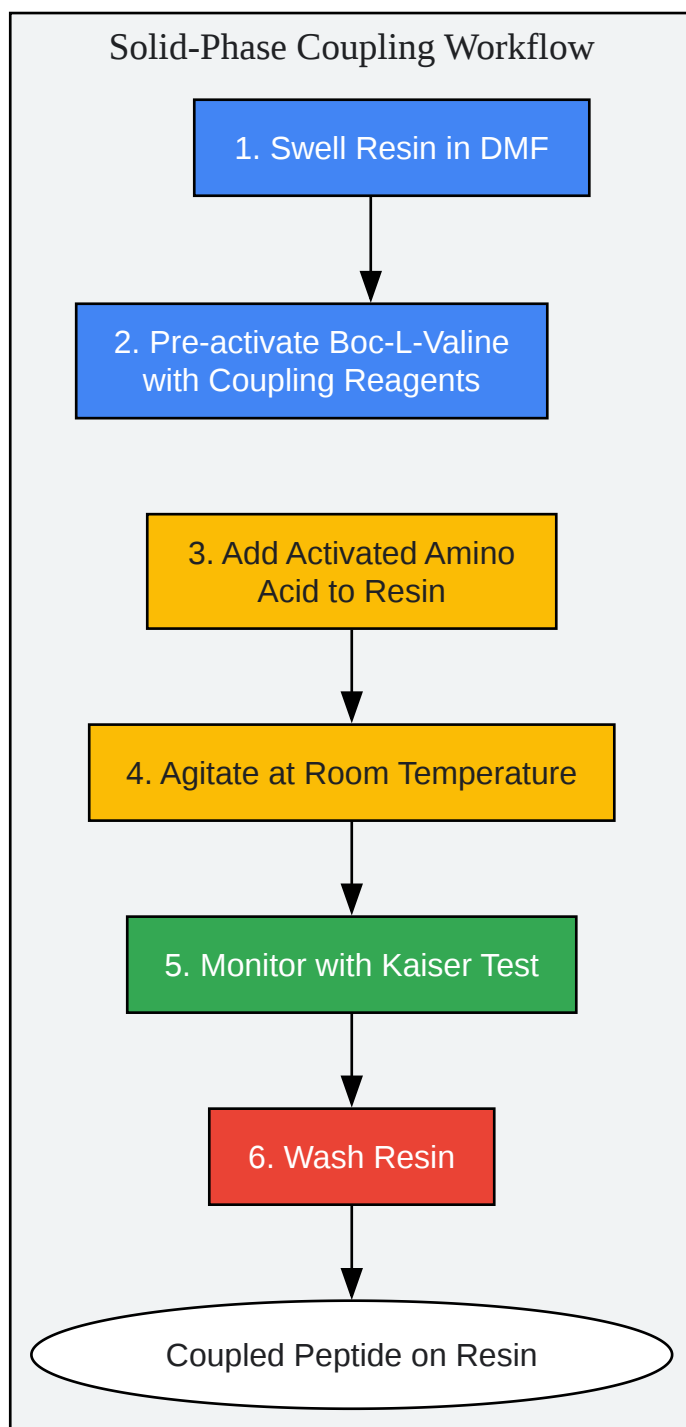 Solid-Phase Coupling Workflow
1. Swell Resin in DMF
2. Pre-activate Boc-L-Valine
with Coupling Reagents
3. Add Activated Amino
Acid to Resin
4. Agitate at Room Temperature
5. Monitor with Kaiser Test
6. Wash Resin
Coupled Peptide on Resin